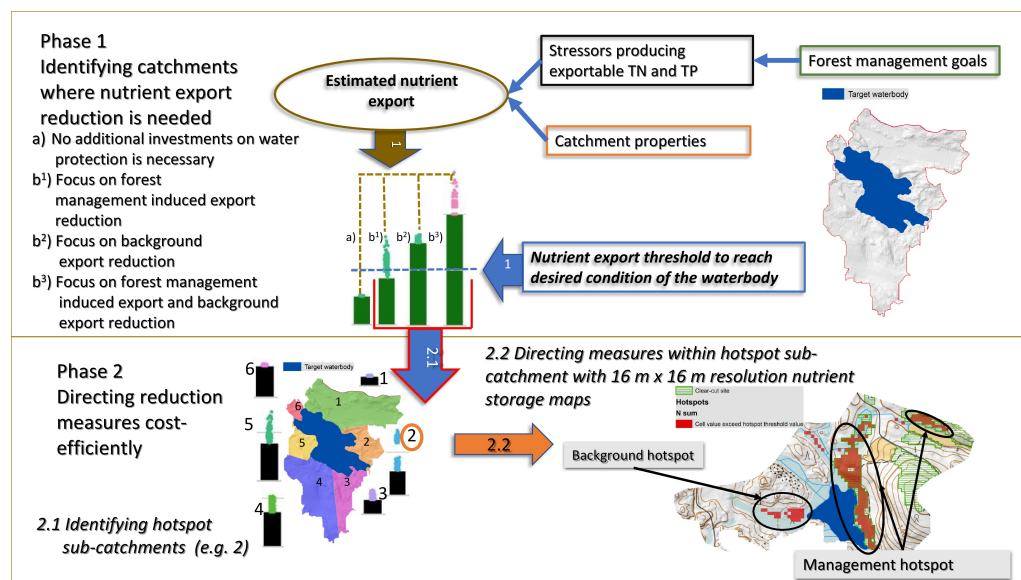 Phase 1
Identifying catchments
where nutrient export
reduction is needed
a) No additional investments on water
protection is necessary
b¹) Focus on forest
management induced export
reduction
b²) Focus on background
export reduction
b³) Focus on forest management
induced export and background
export reduction
Estimated nutrient
export
Stressors producing
exportable TN and TP
Forest management goals
Catchment properties
Target waterbody
1
a)
b¹)
b²)
b³)
1
Nutrient export threshold to reach
desired condition of the waterbody
2.1
Phase 2
Directing reduction
measures cost-
efficiently
2.1 Identifying hotspot
sub-catchments (e.g. 2)
Target waterbody
6
1
5
2
4
3
1
2
3
4
5
6
2.2
2.2 Directing measures within hotspot sub-
catchment with 16 m x 16 m resolution nutrient
storage maps
Clear-cut site
Hotspots
N sum
Cell value exceed hotspot threshold value
Background hotspot
Management hotspot